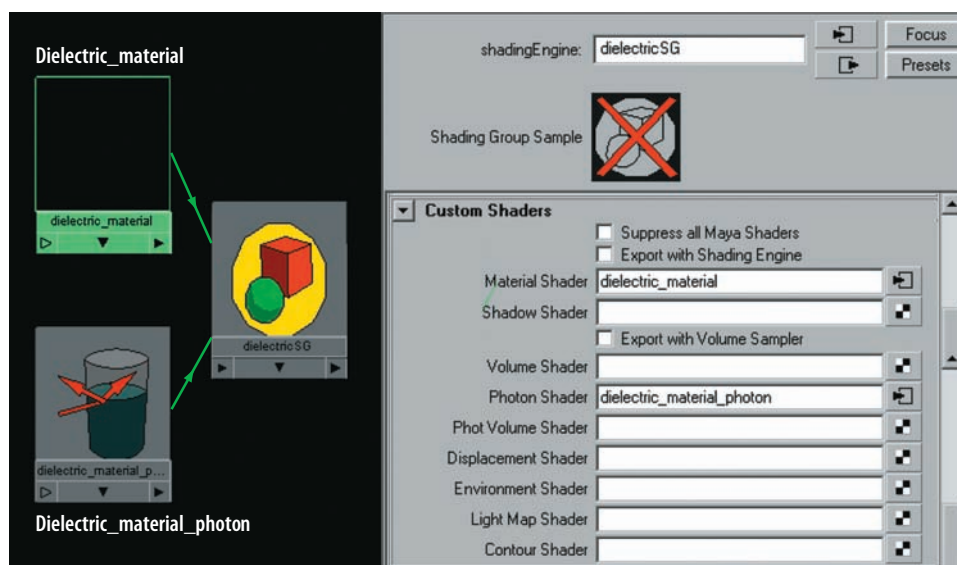 Dielectric_material
dielectric_material
dielectricSG
dielectric_material_p...
Dielectric_material_photon
shadingEngine: dielectricSG
Focus
Presets
Shading Group Sample
Custom Shaders
Suppress all Maya Shaders
Export with Shading Engine
Material Shader dielectric_material
Shadow Shader
Export with Volume Sampler
Volume Shader
Photon Shader dielectric_material_photon
Phot Volume Shader
Displacement Shader
Environment Shader
Light Map Shader
Contour Shader